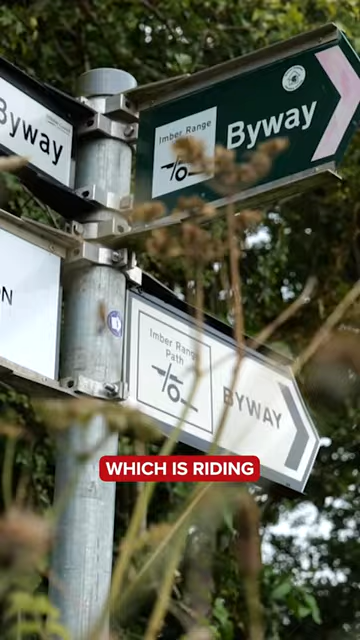 Byway
Imber Range
Byway
N
Imber Range
Path
BYWAY
WHICH IS RIDING